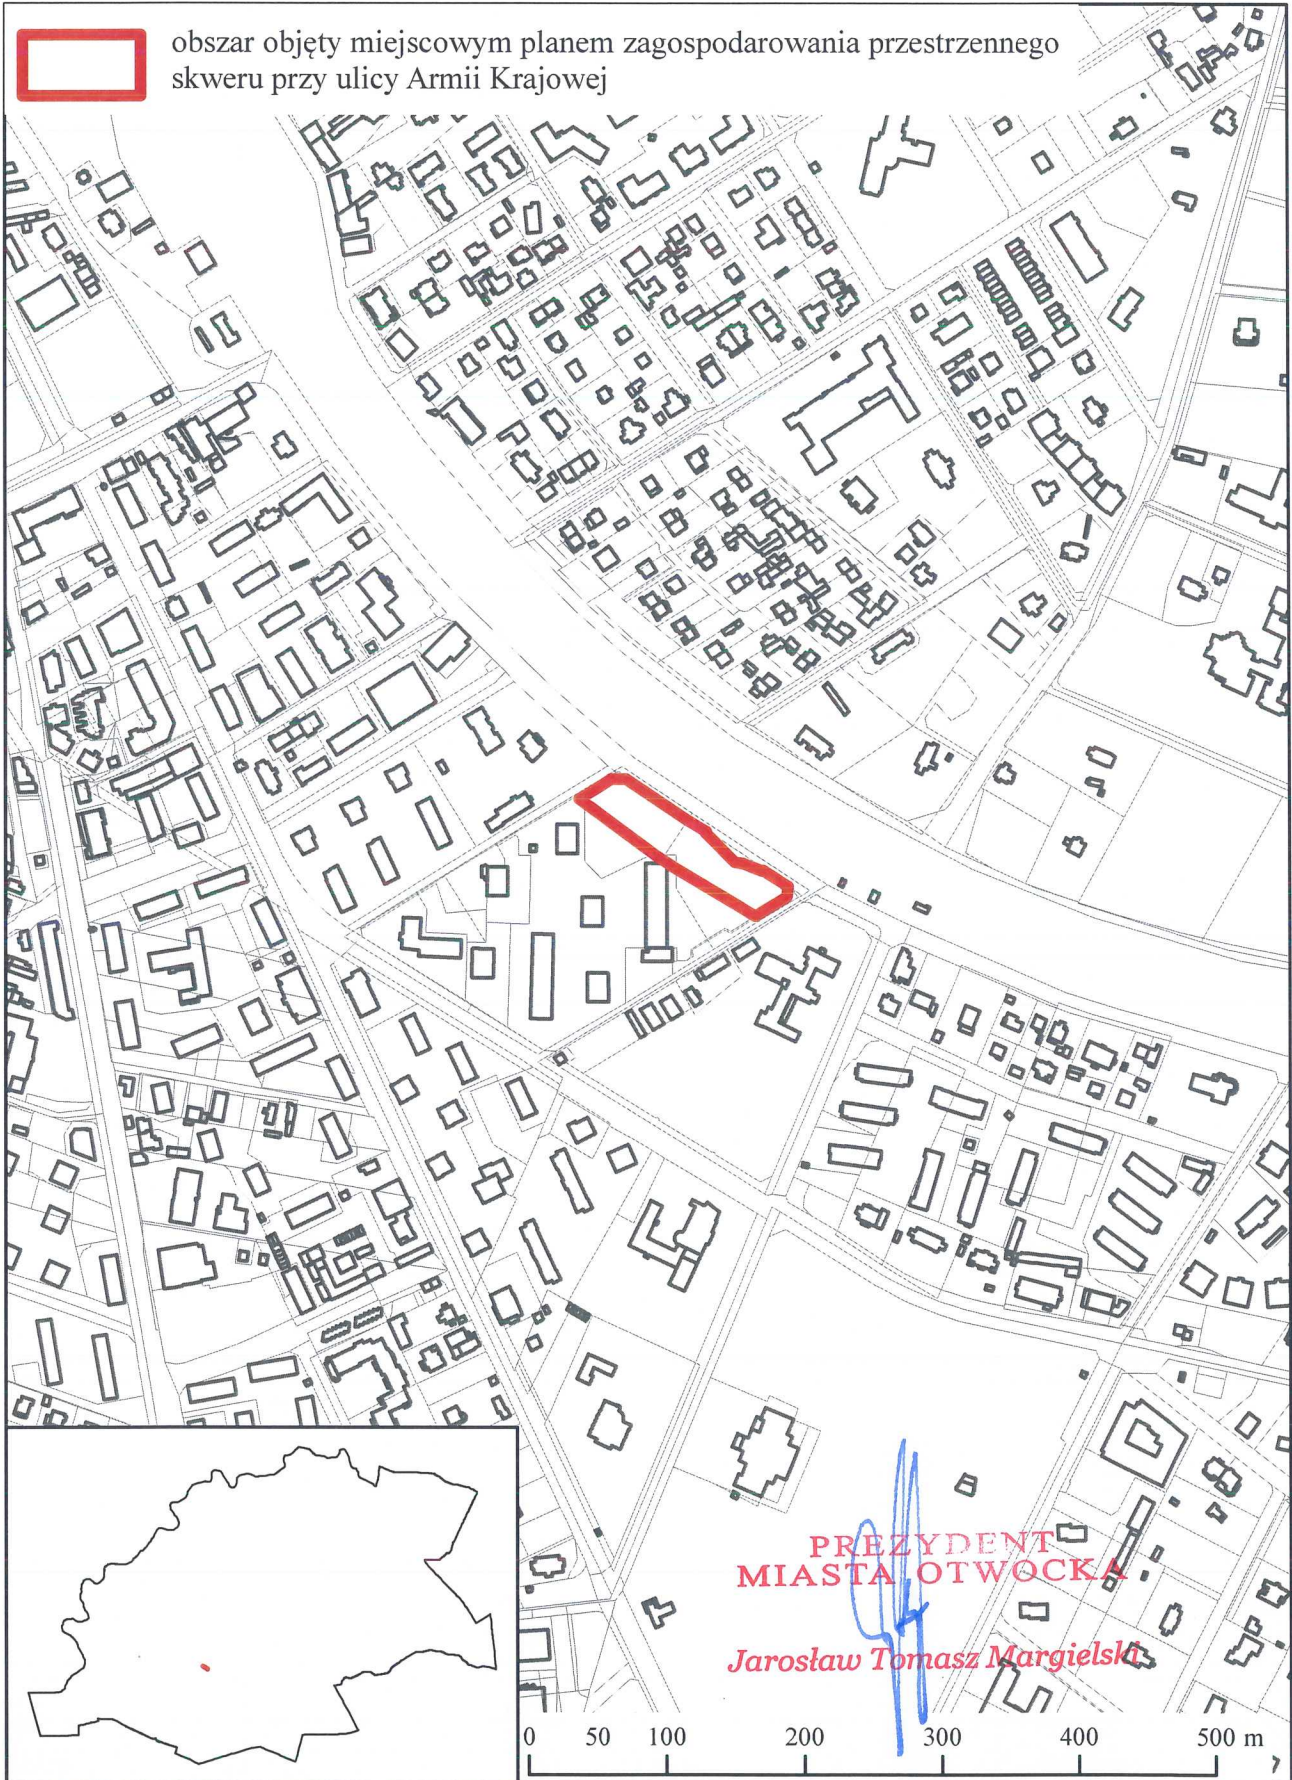 obszar objęty miejscowym planem zagospodarowania przestrzennego
skweru przy ulicy Armii Krajowej
PREZYDENT
MIASTA OTWOCKA
Jarosław Tomasz Margielski
0 50 100 200 300 400 500 m